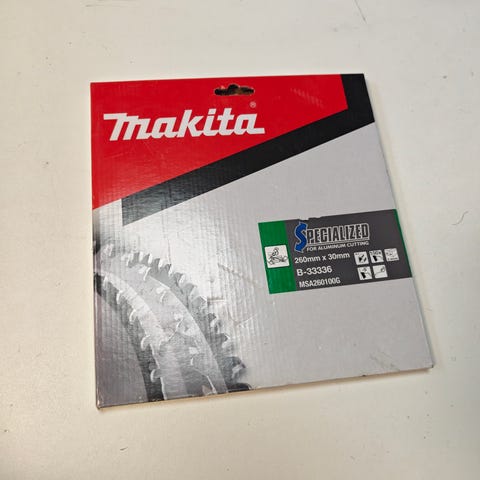 makita®
SPECIALIZED
FOR ALUMINUM CUTTING
260mm x 30mm
B-33336
MSA260100G